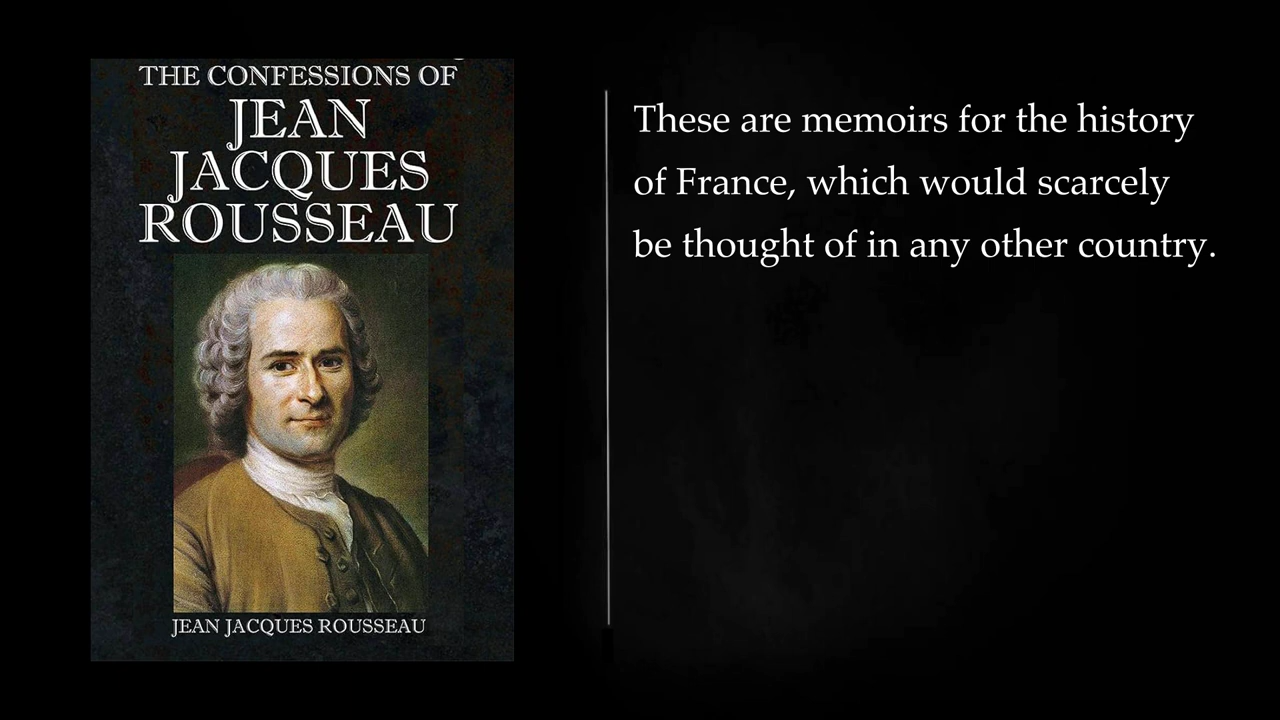 THE CONFESSIONS OF
JEAN
JACQUES
ROUSSEAU
JEAN JACQUES ROUSSEAU
These are memoirs for the history
of France, which would scarcely
be thought of in any other country.